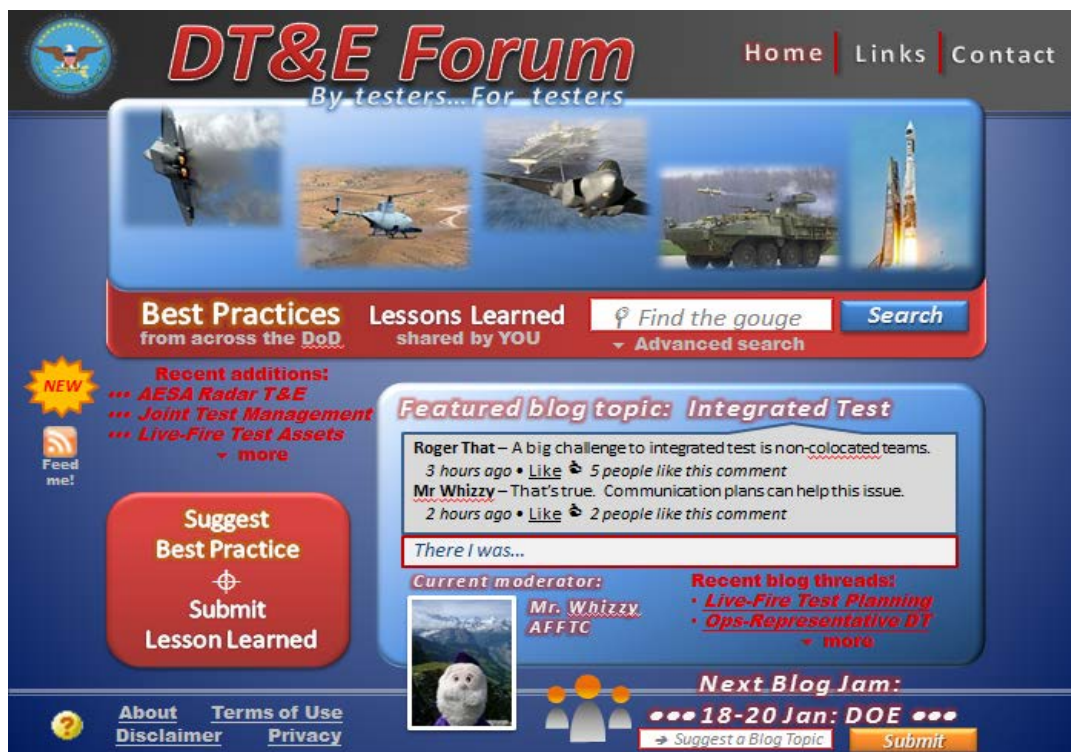 DT&E Forum
By testers...For testers
Home
Links
Contact
Best Practices
from across the DoD
Lessons Learned
shared by YOU
Find the gouge
Search
Advanced search
NEW
Recent additions:
••• AESA Radar T&E
••• Joint Test Management
••• Live-Fire Test Assets
more
Feed
me!
Suggest
Best Practice
Submit
Lesson Learned
Featured blog topic: Integrated Test
Roger That – A big challenge to integrated test is non-colocated teams.
3 hours ago • Like 5 people like this comment
Mr Whizzy – That's true. Communication plans can help this issue.
2 hours ago • Like 2 people like this comment
There I was...
Current moderator:
Mr. Whizzy
AFFTC
Recent blog threads:
• Live-Fire Test Planning
• Ops-Representative DT
more
Next Blog Jam:
••• 18-20 Jan: DOE •••
Suggest a Blog Topic
Submit
?
About
Terms of Use
Disclaimer
Privacy